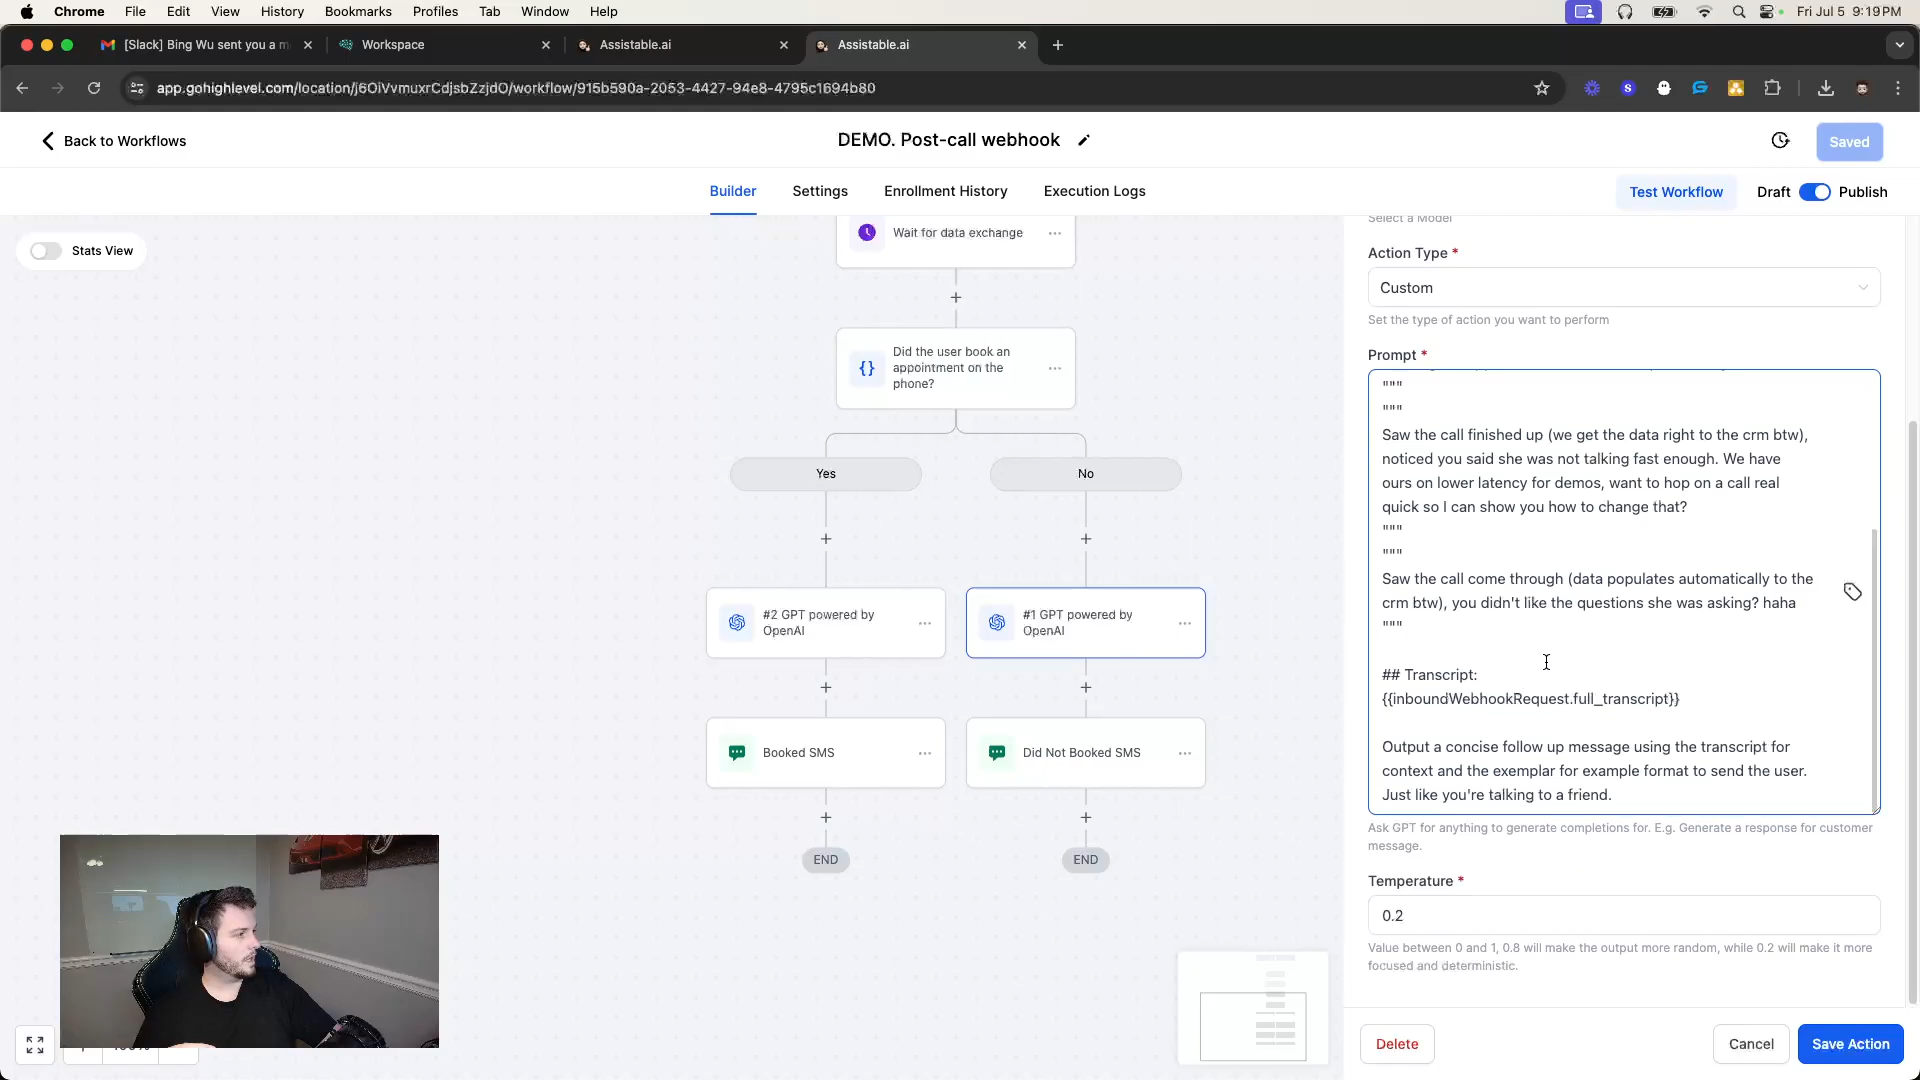 Chrome File Edit View History Bookmarks Profiles Tab Window Help Fri Jul 5 9:19 PM
[Slack] Bing Wu sent you a m
Workspace
Assistable.ai
Assistable.ai
app.gohighlevel.com/location/j6OiVvmuxrCdjsbZzjdO/workflow/915b590a-2053-4427-94e8-4795c1694b80
Back to Workflows
DEMO. Post-call webhook
Saved
Builder
Settings
Enrollment History
Execution Logs
Test Workflow
Draft
Publish
Stats View
Wait for data exchange
Did the user book an
appointment on the
phone?
Yes
No
#2 GPT powered by
OpenAI
#1 GPT powered by
OpenAI
Booked SMS
Did Not Booked SMS
END
END
Select a Model
Action Type *
Custom
Set the type of action you want to perform
Prompt *
"""
"""
Saw the call finished up (we get the data right to the crm btw),
noticed you said she was not talking fast enough. We have
ours on lower latency for demos, want to hop on a call real
quick so I can show you how to change that?
"""
"""
Saw the call come through (data populates automatically to the
crm btw), you didn't like the questions she was asking? haha
"""
## Transcript:
{{inboundWebhookRequest.full_transcript}}
Output a concise follow up message using the transcript for
context and the exemplar for example format to send the user.
Just like you're talking to a friend.
Ask GPT for anything to generate completions for. E.g. Generate a response for customer
message.
Temperature *
0.2
Value between 0 and 1, 0.8 will make the output more random, while 0.2 will make it more
focused and deterministic.
Delete
Cancel
Save Action